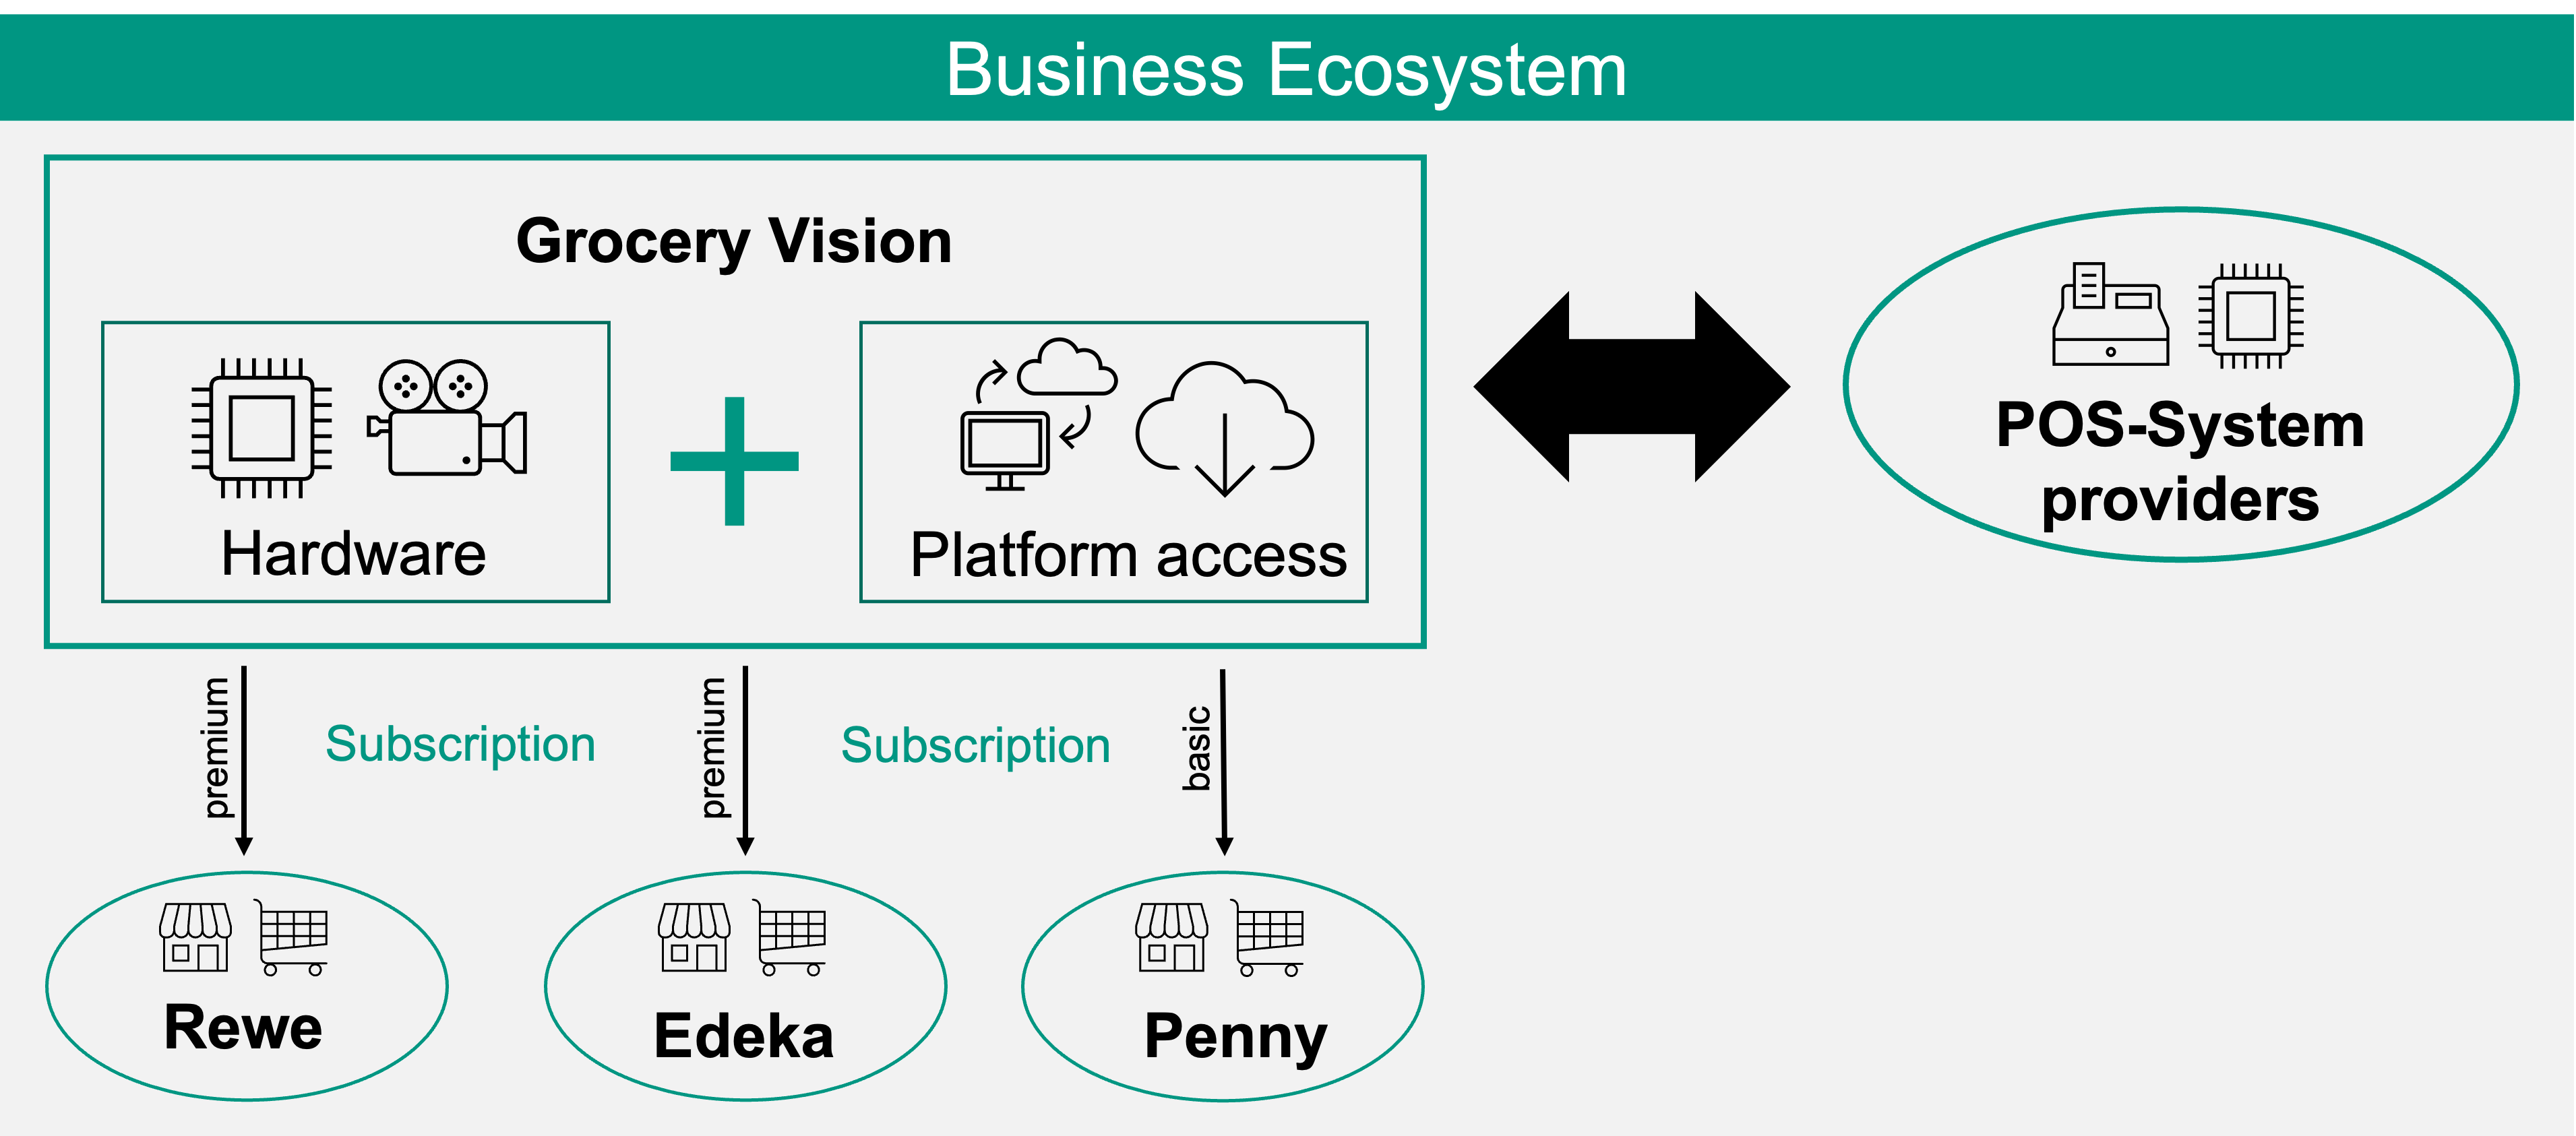 Business Ecosystem
Grocery Vision
Hardware
Platform access
POS-System
providers
premium
Subscription
premium
Subscription
basic
Rewe
Edeka
Penny